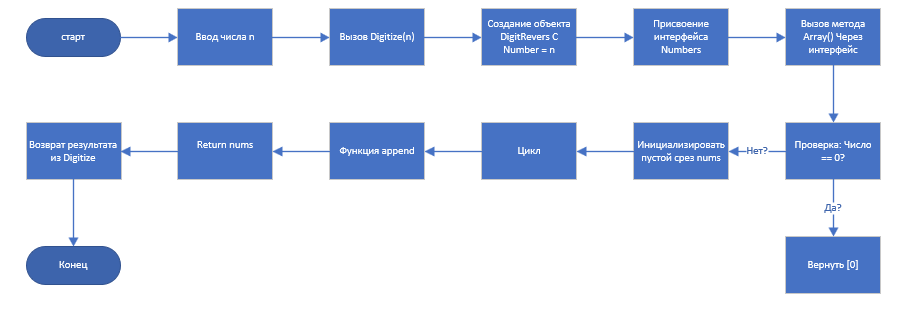 старт
Ввод числа n
Вызов Digitize(n)
Создание объекта
DigitRevers С
Number = n
Присвоение
интерфейса
Numbers
Вызов метода
Array() Через
интерфейс
Возврат результата
из Digitize
Return nums
Функция append
Цикл
Инициализировать
пустой срез nums
Нет?
Проверка: Число
== 0?
Да?
Конец
Вернуть [0]